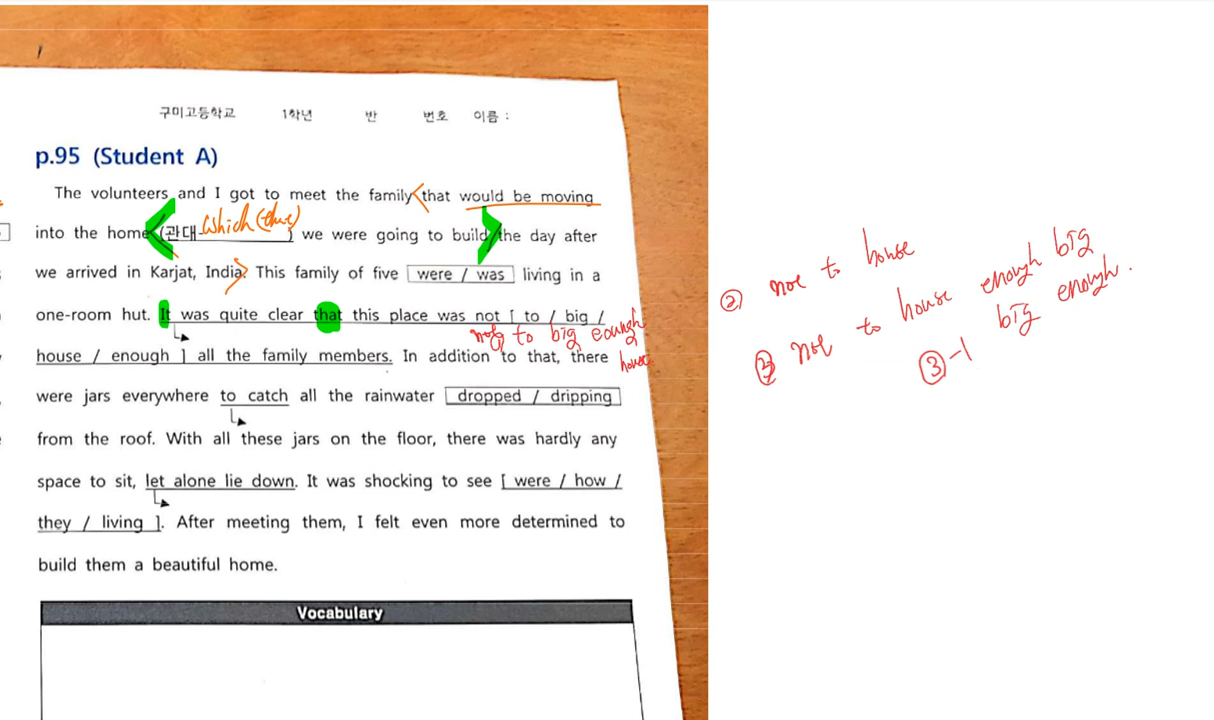 구미고등학교 1학년 반 번호 이름 :
p.95 (Student A)
The volunteers and I got to meet the family that would be moving
which (that)
into the home (관대 ) we were going to build the day after
we arrived in Karjat, India. This family of five were / was living in a
one-room hut. It was quite clear that this place was not [ to / big /
not to big eoungh
house / enough ] all the family members. In addition to that, there
house
were jars everywhere to catch all the rainwater dropped / dripping
from the roof. With all these jars on the floor, there was hardly any
space to sit, let alone lie down. It was shocking to see [ were / how /
they / living ]. After meeting them, I felt even more determined to
build them a beautiful home.
Vocabulary
② not to house
not to house enough big
③-1 big enough.